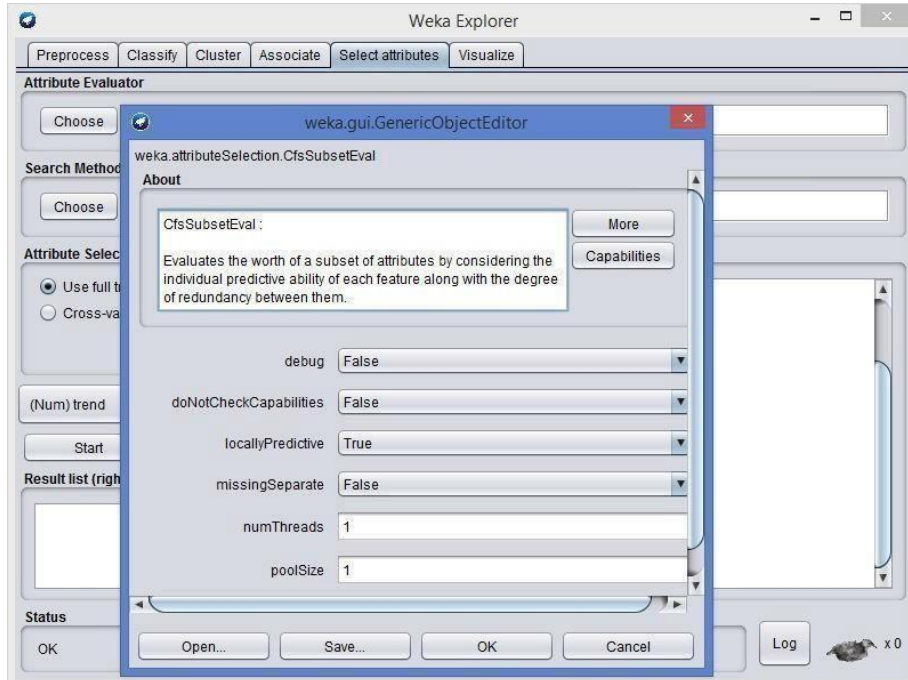 Weka Explorer
Preprocess Classify Cluster Associate Select attributes Visualize
Attribute Evaluator
Choose
weka.gui.GenericObjectEditor
weka.attributeSelection.CfsSubsetEval
Search Method
About
Choose
CfsSubsetEval :
More
Evaluates the worth of a subset of attributes by considering the
individual predictive ability of each feature along with the degree
of redundancy between them.
Capabilities
Attribute Selec
Use full t
Cross-va
debug False
(Num) trend
doNotCheckCapabilities False
Start
locallyPredictive True
Result list (righ
missingSeparate False
numThreads 1
poolSize 1
Status
OK
Open... Save... OK Cancel
Log
x 0